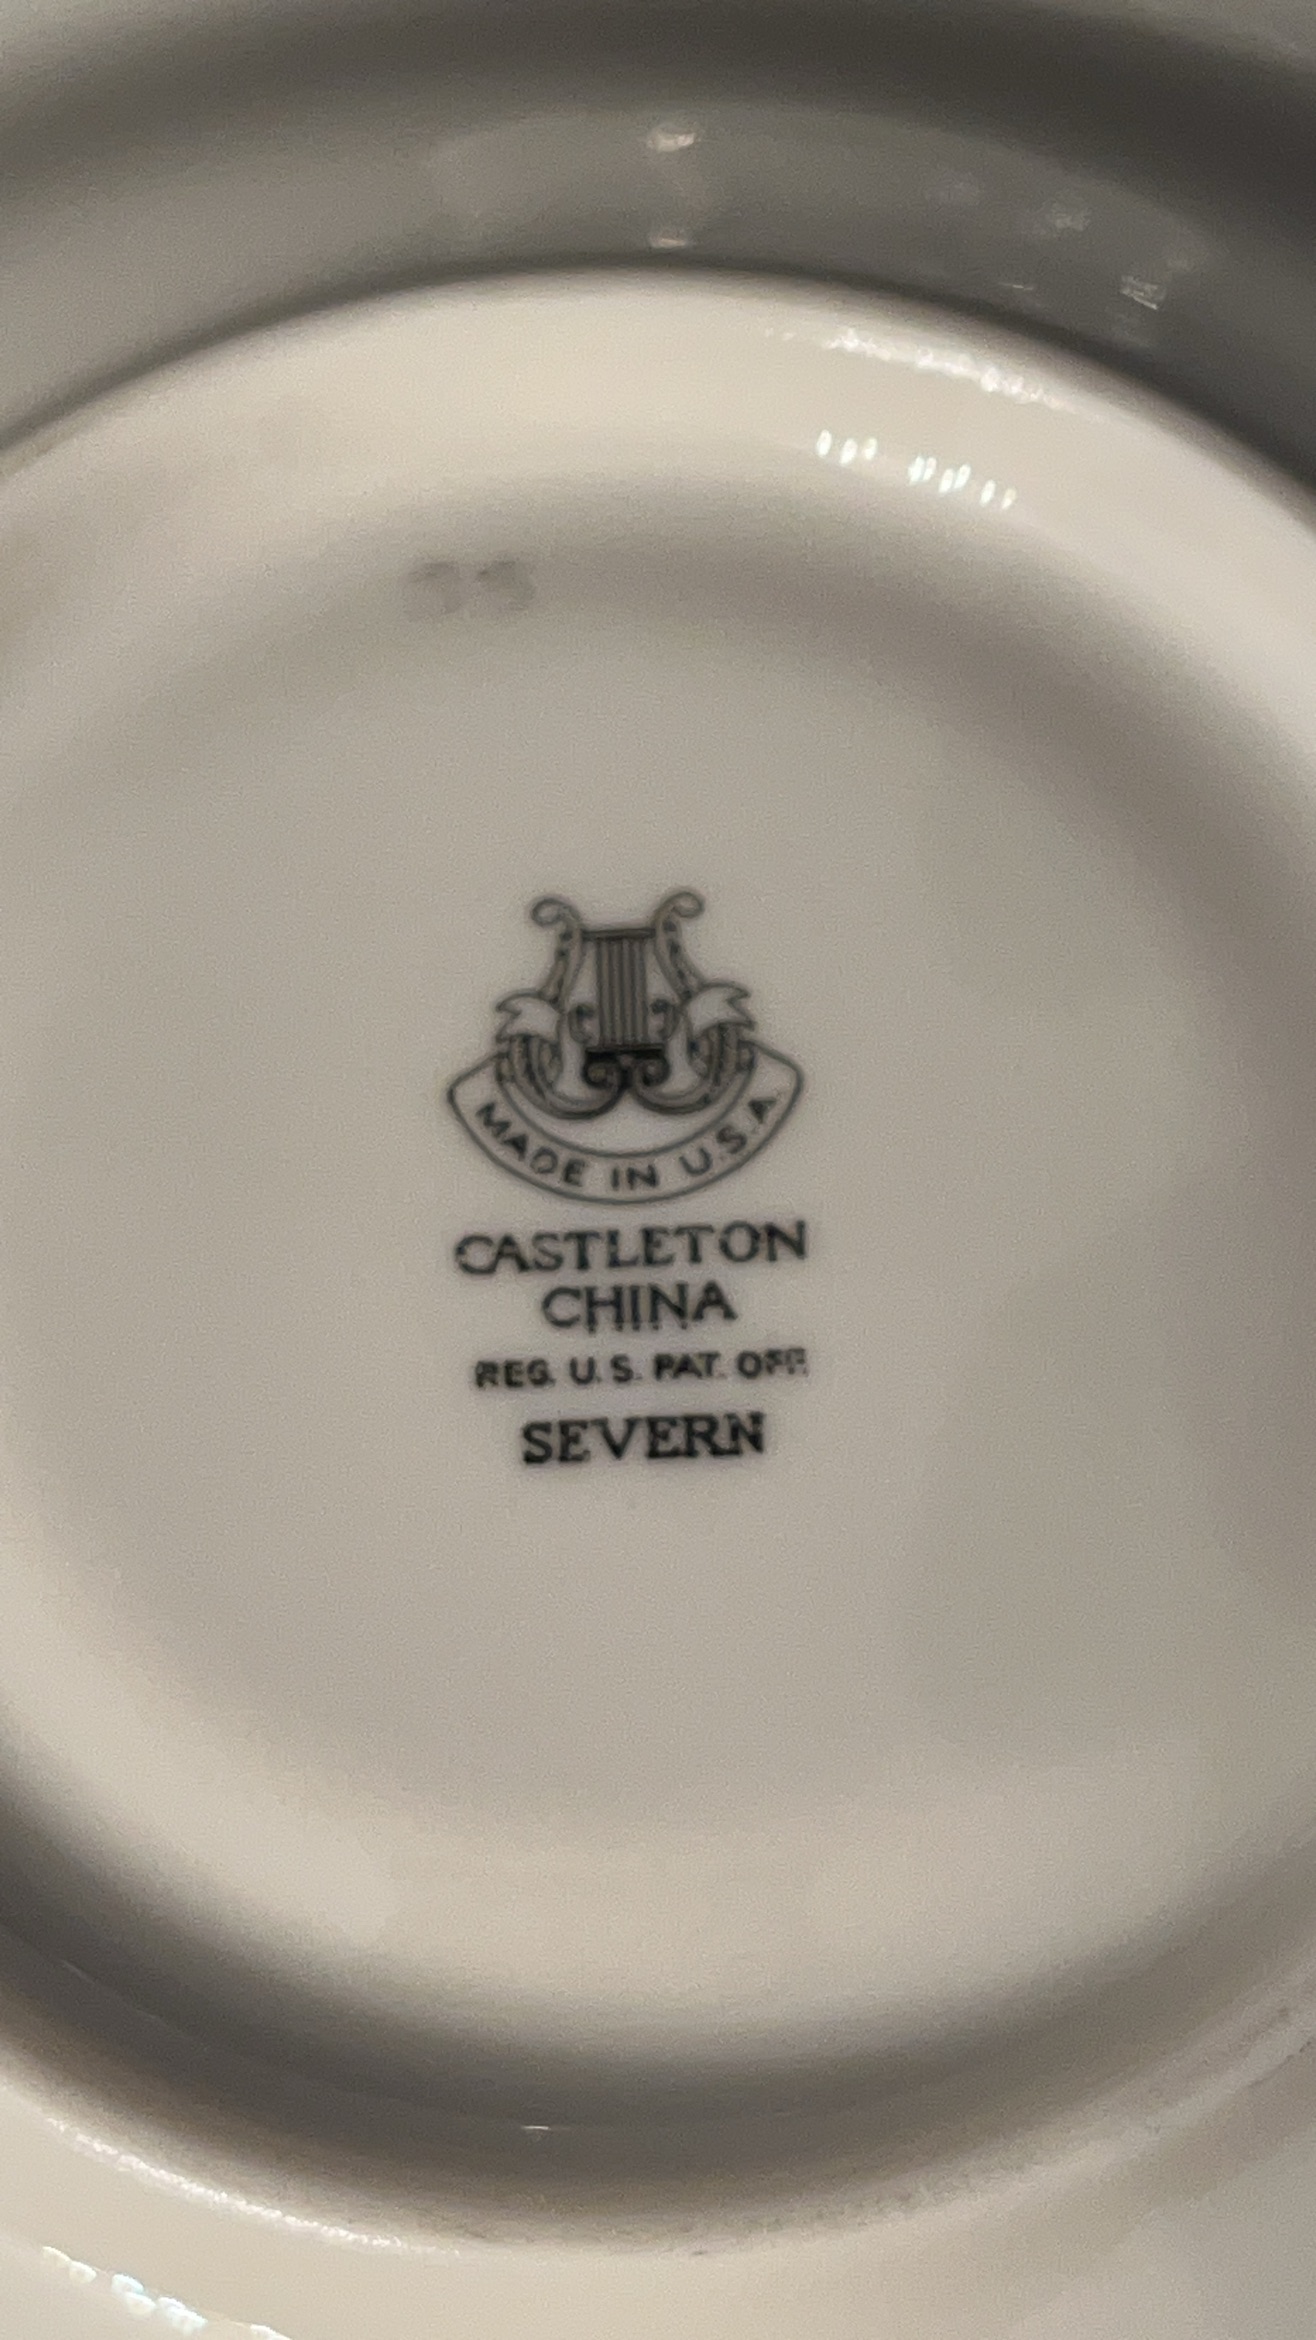 MADE IN U.S.A.
CASTLETON
CHINA
REG. U.S. PAT. OFF.
SEVERN